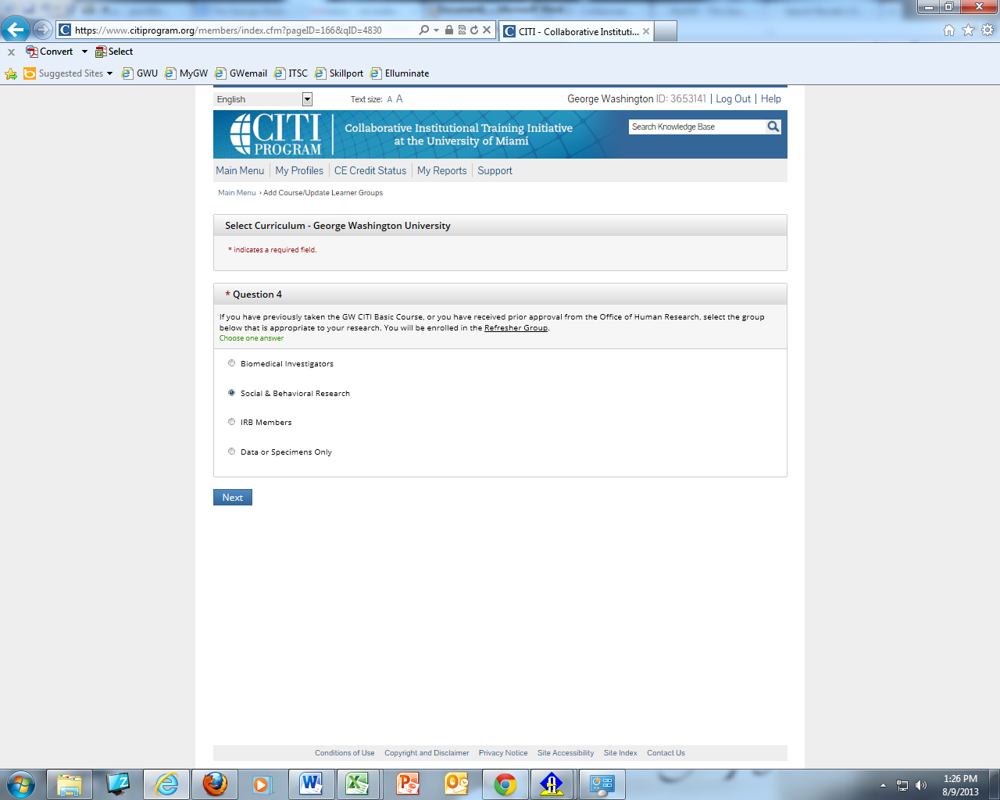 https://www.citiprogram.org/members/index.cfm?pageID=166&qID=4830
CITI - Collaborative Instituti...
x Convert Select
Suggested Sites GWU MyGW GWemail ITSC Skillport Elluminate
English Text size: A A George Washington ID: 3653141 | Log Out | Help
CITI PROGRAM
Collaborative Institutional Training Initiative
at the University of Miami
Search Knowledge Base
Main Menu My Profiles CE Credit Status My Reports Support
Main Menu › Add Course/Update Learner Groups
Select Curriculum - George Washington University
* indicates a required field.
* Question 4
If you have previously taken the GW CITI Basic Course, or you have received prior approval from the Office of Human Research, select the group
below that is appropriate to your research. You will be enrolled in the Refresher Group.
Choose one answer
Biomedical Investigators
Social & Behavioral Research
IRB Members
Data or Specimens Only
Next
Conditions of Use Copyright and Disclaimer Privacy Notice Site Accessibility Site Index Contact Us
1:26 PM
8/9/2013